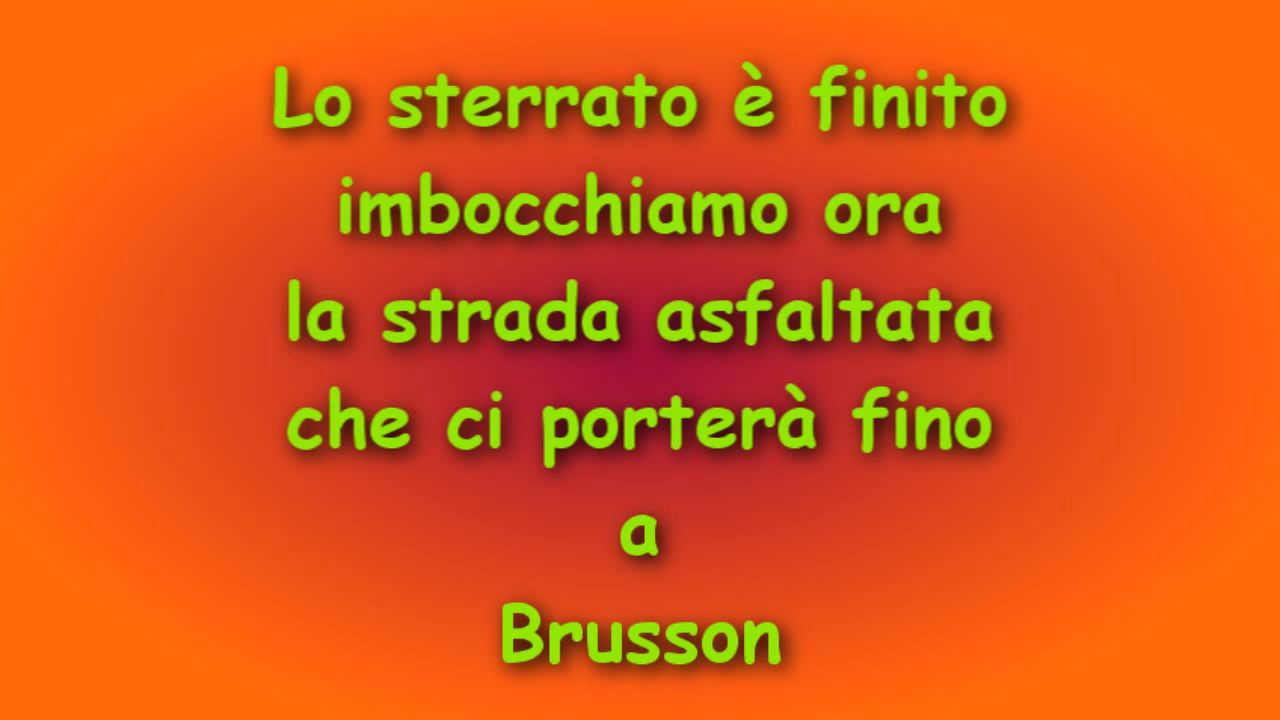 Lo sterrato è finito
imbocchiamo ora
la strada asfaltata
che ci porterà fino
a
Brusson